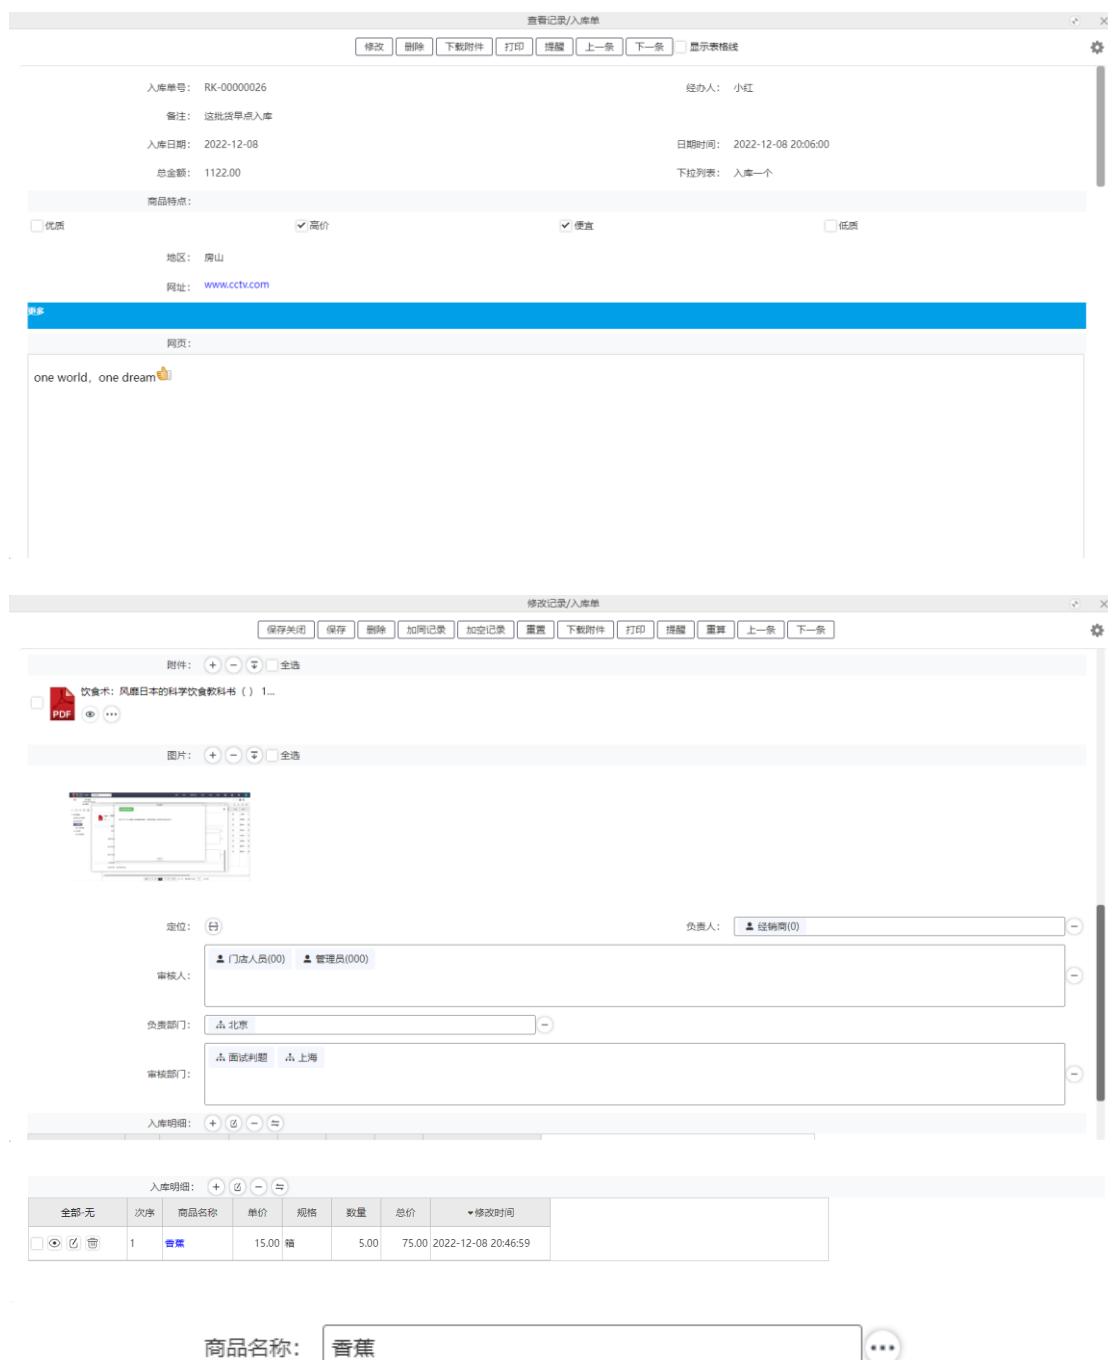 查看记录/入库单
修改 删除 下载附件 打印 提醒 上一条 下一条 显示表格线
入库单号： RK-00000026 经办人： 小红
备注： 这批货早点入库
入库日期： 2022-12-08 日期时间： 2022-12-08 20:06:00
总金额： 1122.00 下拉列表： 入库一个
商品特点：
优质 高价 便宜 低质
地区： 房山
网址： www.cctv.com
更多
网页：
one world，one dream
修改记录/入库单
保存关闭 保存 删除 加同记录 加空记录 重置 下载附件 打印 提醒 重算 上一条 下一条
附件： 全选
饮食术：风靡日本的科学饮食教科书（ ） 1...
PDF
图片： 全选
定位： 负责人： 经销商(0)
审核人： 门店人员(00) 管理员(000)
负责部门： 北京
审核部门： 面试判题 上海
入库明细：
入库明细：
全部-无 次序 商品名称 单价 规格 数量 总价 修改时间
1 香蕉 15.00 箱 5.00 75.00 2022-12-08 20:46:59
商品名称： 香蕉